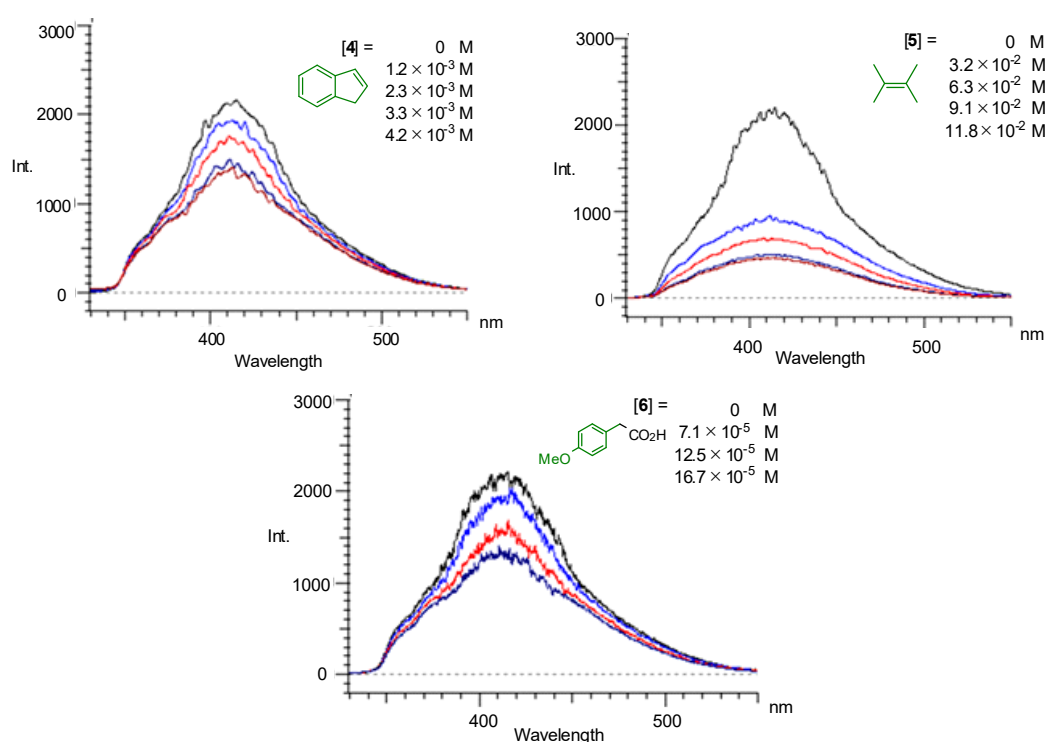 3000
2000
1000
0
Int.
400
500
nm
Wavelength
[4] = 0 M
1.2 × 10-3 M
2.3 × 10-3 M
3.3 × 10-3 M
4.2 × 10-3 M
3000
2000
1000
0
Int.
400
500
nm
Wavelength
[5] = 0 M
3.2 × 10-2 M
6.3 × 10-2 M
9.1 × 10-2 M
11.8 × 10-2 M
3000
2000
1000
0
Int.
400
500
nm
Wavelength
[6] = 0 M
7.1 × 10-5 M
12.5 × 10-5 M
16.7 × 10-5 M
CO2H
MeO